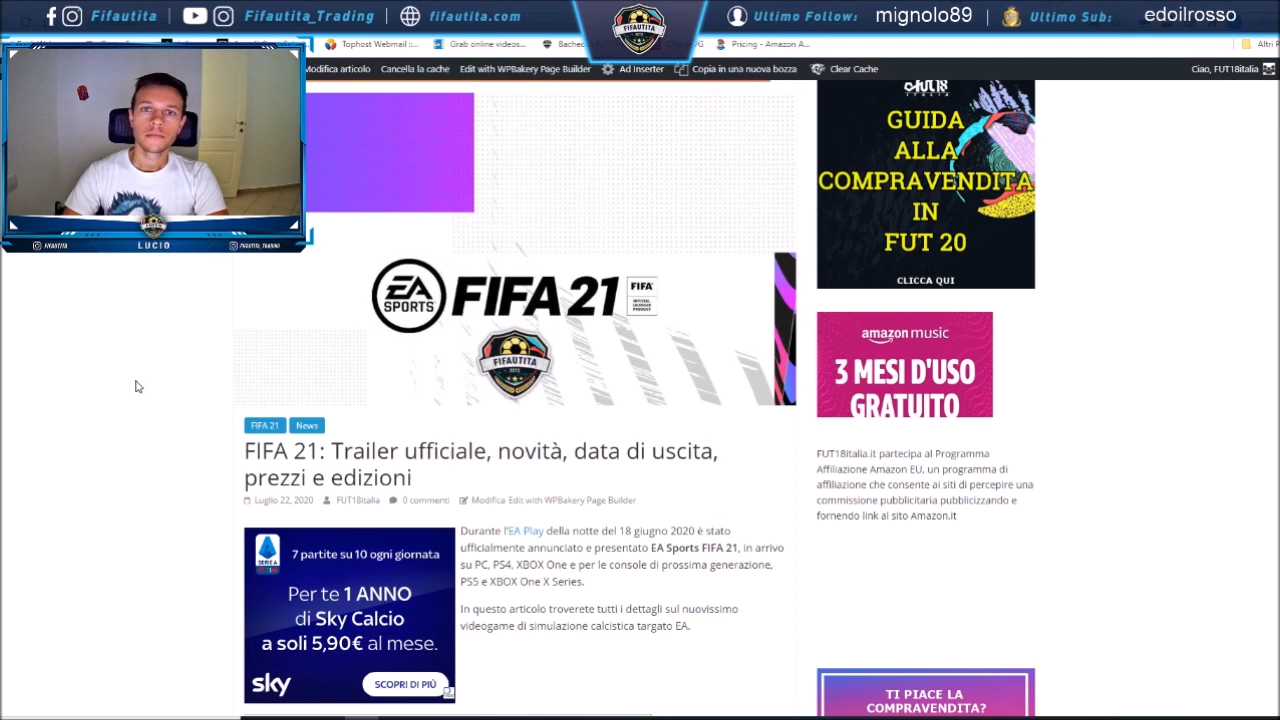 Fifautita
Fifautita_Trading
fifautita.com
FIFAUTITA
Ultimo Follow:
mignolo89
Ultimo Sub:
edoilrosso
Tophost Webmail :...
Grab online videos...
Pricing - Amazon A...
Altri P
Modifica articolo
Cancella la cache
Edit with WPBakery Page Builder
Ad Inserter
Copia in una nuova bozza
Clear Cache
Ciao, FUT18italia
FIFAUTITA
LUCIO
FIFAUTITA_TRADING
GUIDA
ALLA
COMPRAVENDITA
IN
FUT 20
CLICCA QUI
EA
SPORTS
FIFA 21
FIFA
FIFAUTITA
amazon music
3 MESI D'USO
GRATUITO
FIFA 21
News
FIFA 21: Trailer ufficiale, novità, data di uscita,
prezzi e edizioni
Luglio 22, 2020
FUT18italia
0 commenti
Modifica Edit with WPBakery Page Builder
FUT18italia.it partecipa al Programma
Affiliazione Amazon EU, un programma di
affiliazione che consente ai siti di percepire una
commissione pubblicitaria pubblicizzando e
fornendo link al sito Amazon.it
SERIE A
7 partite su 10 ogni giornata
Per te 1 ANNO
di Sky Calcio
a soli 5,90€ al mese.
sky
SCOPRI DI PIÙ
Durante l'EA Play della notte del 18 giugno 2020 è stato
ufficialmente annunciato e presentato EA Sports FIFA 21, in arrivo
su PC, PS4, XBOX One e per le console di prossima generazione,
PS5 e XBOX One X Series.
In questo articolo troverete tutti i dettagli sul nuovissimo
videogame di simulazione calcistica targato EA.
TI PIACE LA
COMPRAVENDITA?